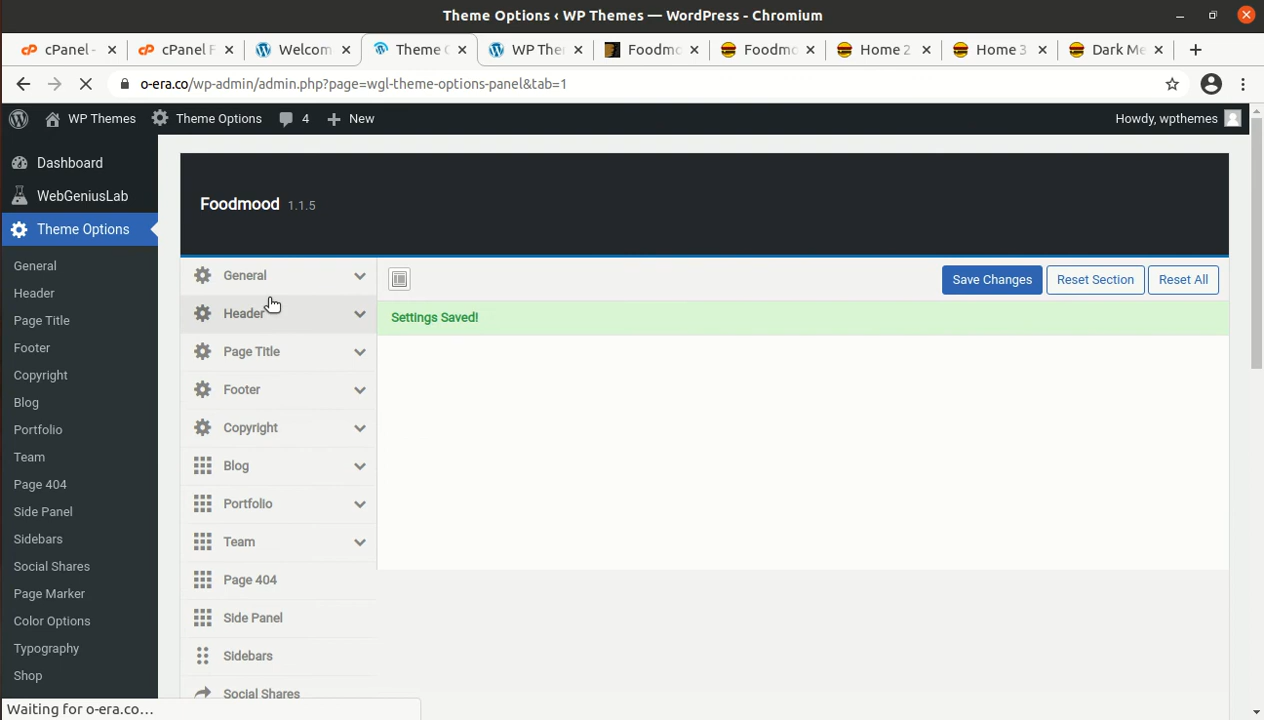 Theme Options ‹ WP Themes — WordPress - Chromium
cPanel -
cPanel F
Welcom
Theme O
WP The
Foodmo
Foodmo
Home 2
Home 3
Dark Me
o-era.co/wp-admin/admin.php?page=wgl-theme-options-panel&tab=1
WP Themes
Theme Options
4
New
Howdy, wpthemes
Dashboard
WebGeniusLab
Theme Options
General
Header
Page Title
Footer
Copyright
Blog
Portfolio
Team
Page 404
Side Panel
Sidebars
Social Shares
Page Marker
Color Options
Typography
Shop
Foodmood 1.1.5
General
Header
Page Title
Footer
Copyright
Blog
Portfolio
Team
Page 404
Side Panel
Sidebars
Social Shares
Save Changes
Reset Section
Reset All
Settings Saved!
Waiting for o-era.co...